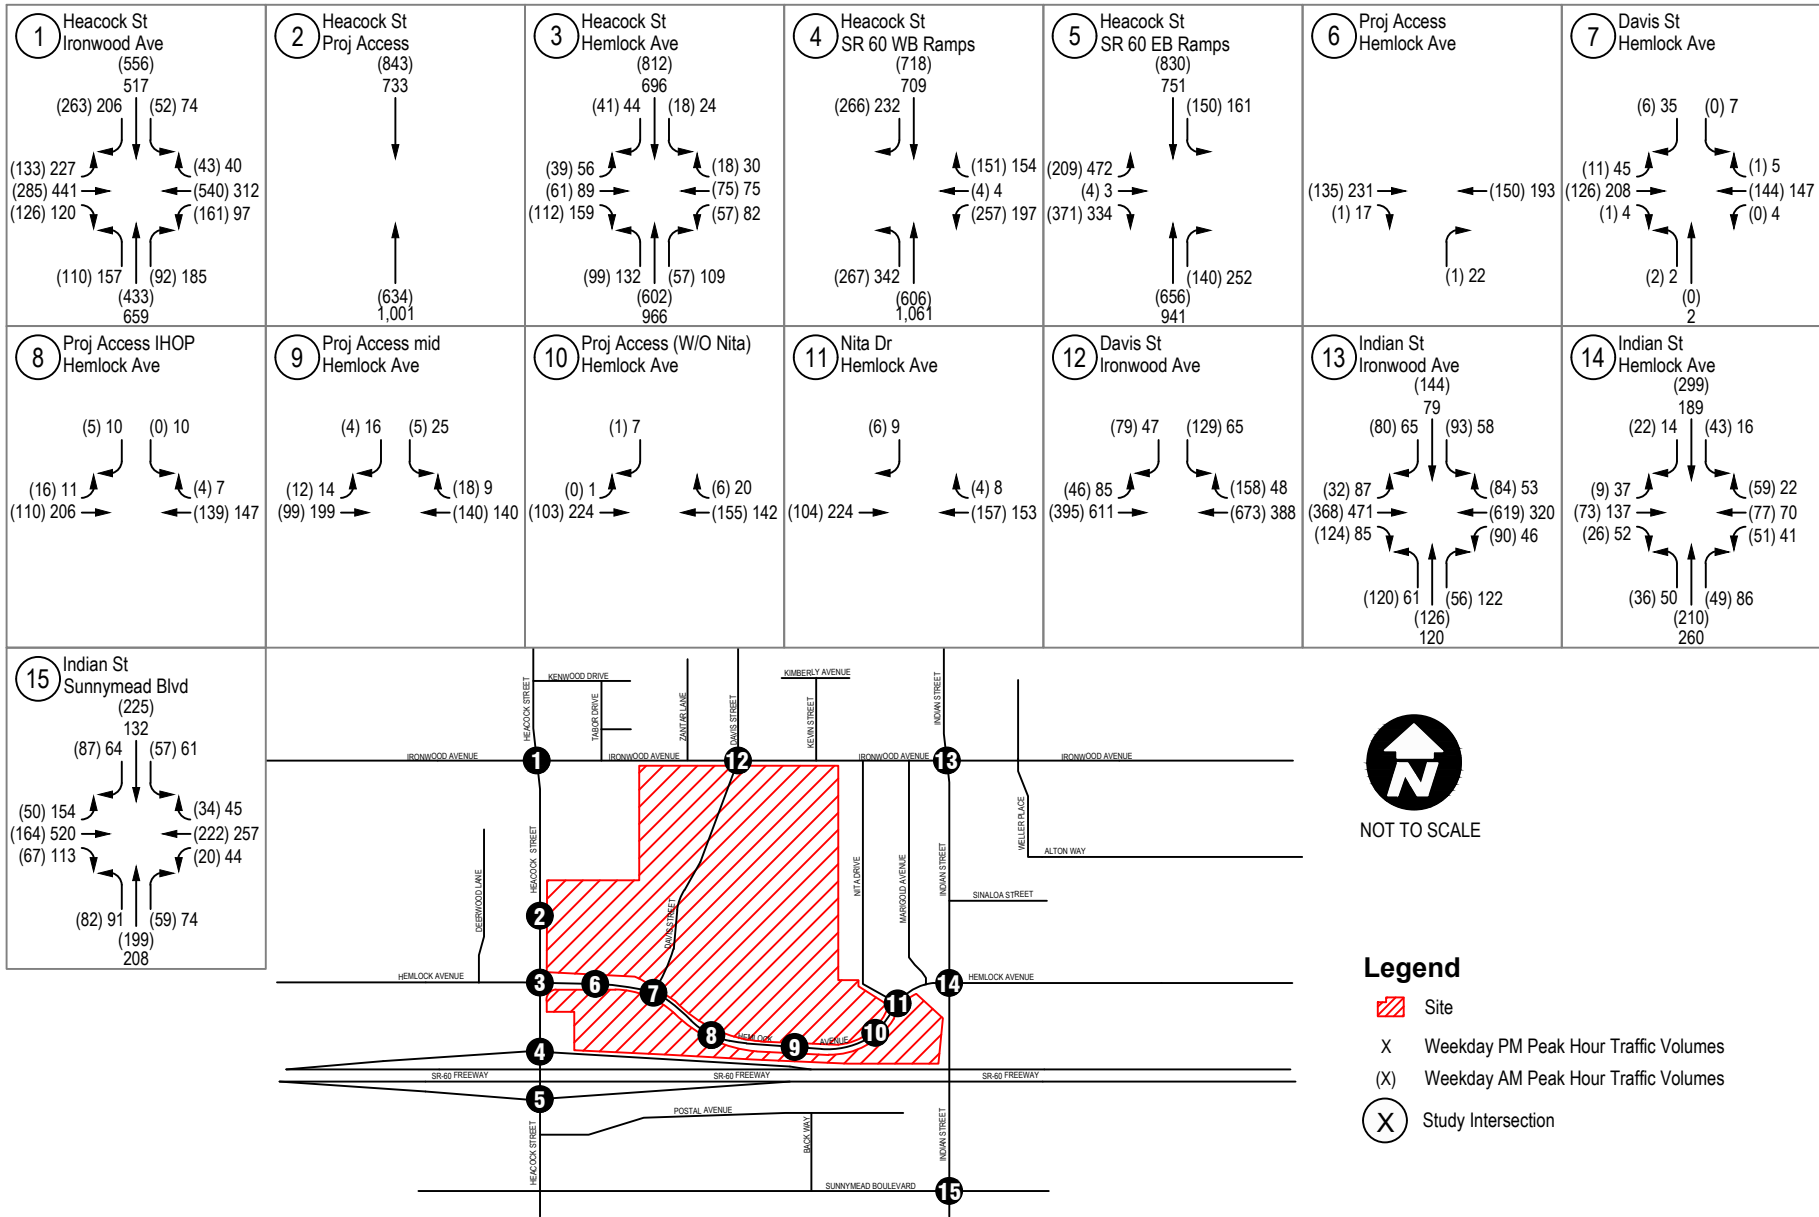 1 Heacock St
Ironwood Ave
(556)
517
(263) 206 (52) 74
(133) 227 (43) 40
(285) 441 (540) 312
(126) 120 (161) 97
(110) 157 (92) 185
(433)
659
2 Heacock St
Proj Access
(843)
733
(634)
1,001
3 Heacock St
Hemlock Ave
(812)
696
(41) 44 (18) 24
(39) 56 (18) 30
(61) 89 (75) 75
(112) 159 (57) 82
(99) 132 (57) 109
(602)
966
4 Heacock St
SR 60 WB Ramps
(718)
709
(266) 232
(151) 154
(4) 4
(257) 197
(267) 342
(606)
1,061
5 Heacock St
SR 60 EB Ramps
(830)
751
(150) 161
(209) 472
(4) 3
(371) 334
(140) 252
(656)
941
6 Proj Access
Hemlock Ave
(135) 231 (150) 193
(1) 17
(1) 22
7 Davis St
Hemlock Ave
(6) 35 (0) 7
(11) 45 (1) 5
(126) 208 (144) 147
(1) 4 (0) 4
(2) 2
(0)
2
8 Proj Access IHOP
Hemlock Ave
(5) 10 (0) 10
(16) 11 (4) 7
(110) 206 (139) 147
9 Proj Access mid
Hemlock Ave
(4) 16 (5) 25
(12) 14 (18) 9
(99) 199 (140) 140
10 Proj Access (W/O Nita)
Hemlock Ave
(1) 7
(0) 1 (6) 20
(103) 224 (155) 142
11 Nita Dr
Hemlock Ave
(6) 9
(4) 8
(104) 224 (157) 153
12 Davis St
Ironwood Ave
(79) 47 (129) 65
(46) 85 (158) 48
(395) 611 (673) 388
13 Indian St
Ironwood Ave
(144)
79
(80) 65 (93) 58
(32) 87 (84) 53
(368) 471 (619) 320
(124) 85 (90) 46
(120) 61 (56) 122
(126)
120
14 Indian St
Hemlock Ave
(299)
189
(22) 14 (43) 16
(9) 37 (59) 22
(73) 137 (77) 70
(26) 52 (51) 41
(36) 50 (49) 86
(210)
260
15 Indian St
Sunnymead Blvd
(225)
132
(87) 64 (57) 61
(50) 154 (34) 45
(164) 520 (222) 257
(67) 113 (20) 44
(82) 91 (59) 74
(199)
208
HEACOCK STREET
KENWOOD DRIVE
TABOR DRIVE
ZANTAR LANE
DAVIS STREET
KIMBERLY AVENUE
KEVIN STREET
INDIAN STREET
IRONWOOD AVENUE
1
IRONWOOD AVENUE
12
IRONWOOD AVENUE
13
IRONWOOD AVENUE
WELLER PLACE
ALTON WAY
DEERWOOD LANE
HEACOCK STREET
DAVIS STREET
NITA DRIVE
MARIGOLD AVENUE
INDIAN STREET
SINALOA STREET
2
HEMLOCK AVENUE
3
6
7
8
HEMLOCK AVENUE
9
10
11
14
HEMLOCK AVENUE
4
SR-60 FREEWAY
SR-60 FREEWAY
SR-60 FREEWAY
5
HEACOCK STREET
POSTAL AVENUE
BACK WAY
INDIAN STREET
SUNNYMEAD BOULEVARD
15
N
NOT TO SCALE
Legend
Site
X Weekday PM Peak Hour Traffic Volumes
(X) Weekday AM Peak Hour Traffic Volumes
X Study Intersection